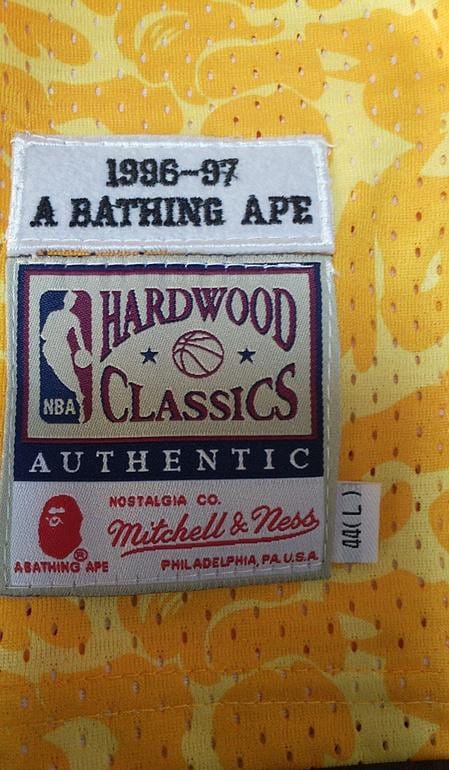 1996-97
A BATHING APE
HARDWOOD
CLASSICS
NBA
AUTHENTIC
NOSTALGIA CO.
Mitchell & Ness
PHILADELPHIA, PA. U.S.A.
A BATHING APE
®
44(L)